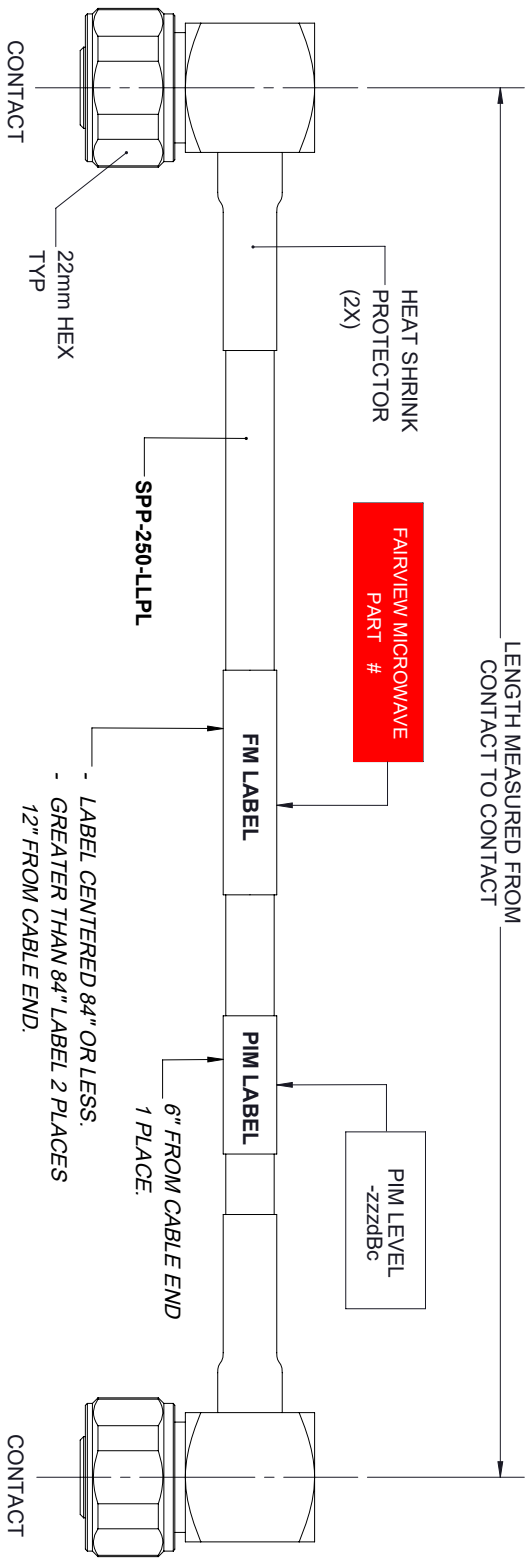 LENGTH MEASURED FROM
CONTACT TO CONTACT
HEAT SHRINK
PROTECTOR
(2X)
FAIRVIEW MICROWAVE
PART #
PIM LEVEL
-zzzdBc
FM LABEL
PIM LABEL
SPP-250-LLPL
22mm HEX
TYP
6" FROM CABLE END
1 PLACE.
- LABEL CENTERED 84" OR LESS.
- GREATER THAN 84" LABEL 2 PLACES
12" FROM CABLE END.
CONTACT
CONTACT